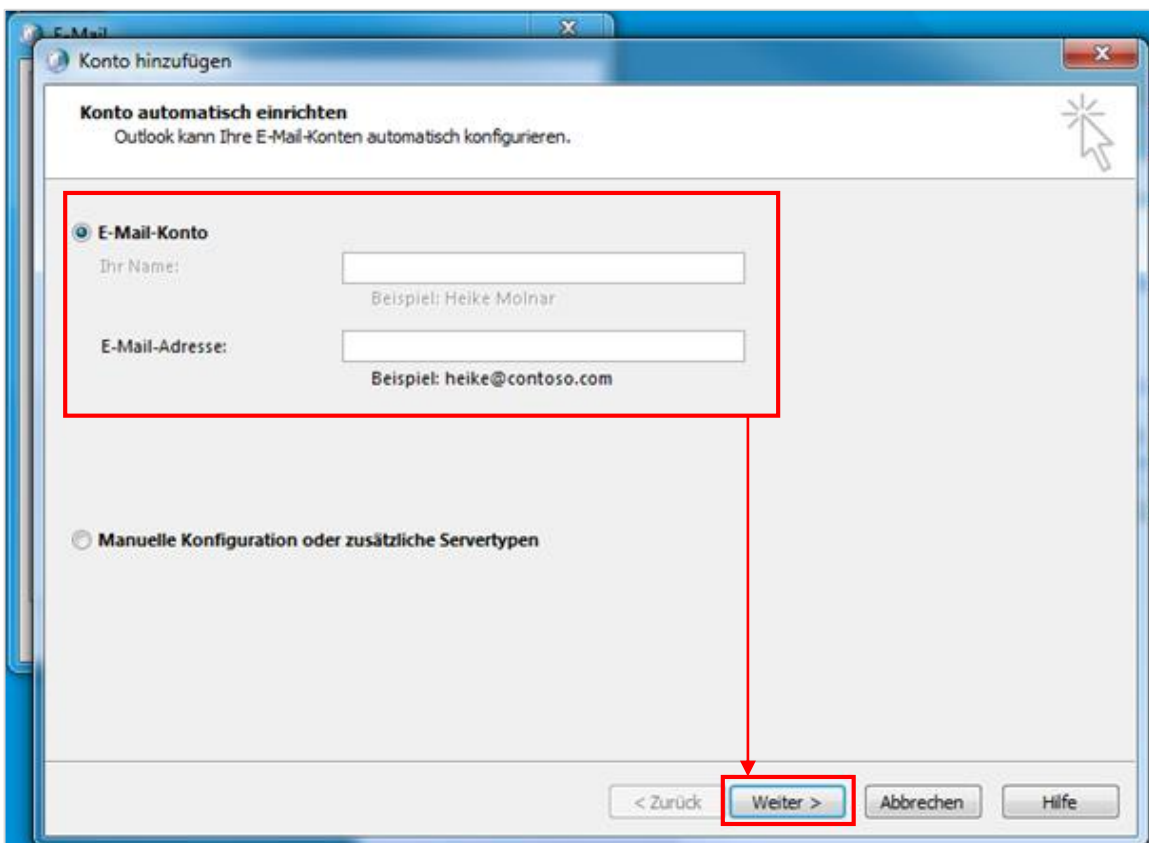 E-Mail
Konto hinzufügen
Konto automatisch einrichten
Outlook kann Ihre E-Mail-Konten automatisch konfigurieren.
E-Mail-Konto
Ihr Name:
Beispiel: Heike Molnar
E-Mail-Adresse:
Beispiel: heike@contoso.com
Manuelle Konfiguration oder zusätzliche Servertypen
< Zurück Weiter > Abbrechen Hilfe